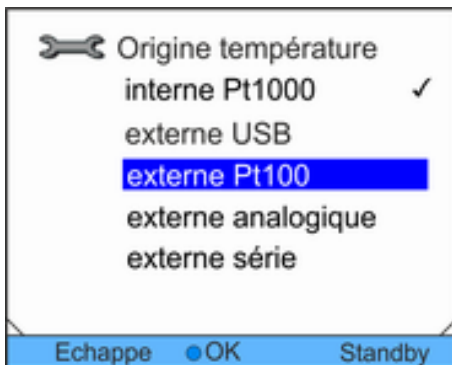 Origine température
interne Pt1000 ✓
externe USB
externe Pt100
externe analogique
externe série
Echappe OK Standby